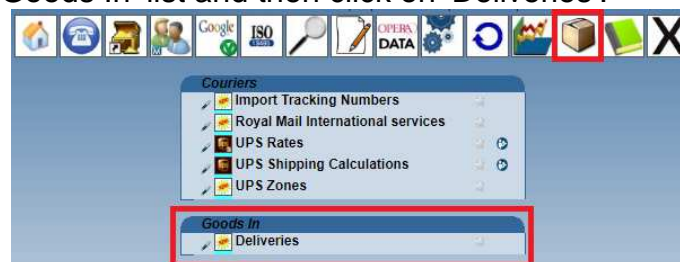 'Goods In' list and then click on 'Deliveries'.
Google ISO OPERA DATA
Couriers
Import Tracking Numbers
Royal Mail International services
UPS Rates
UPS Shipping Calculations
UPS Zones
Goods In
Deliveries